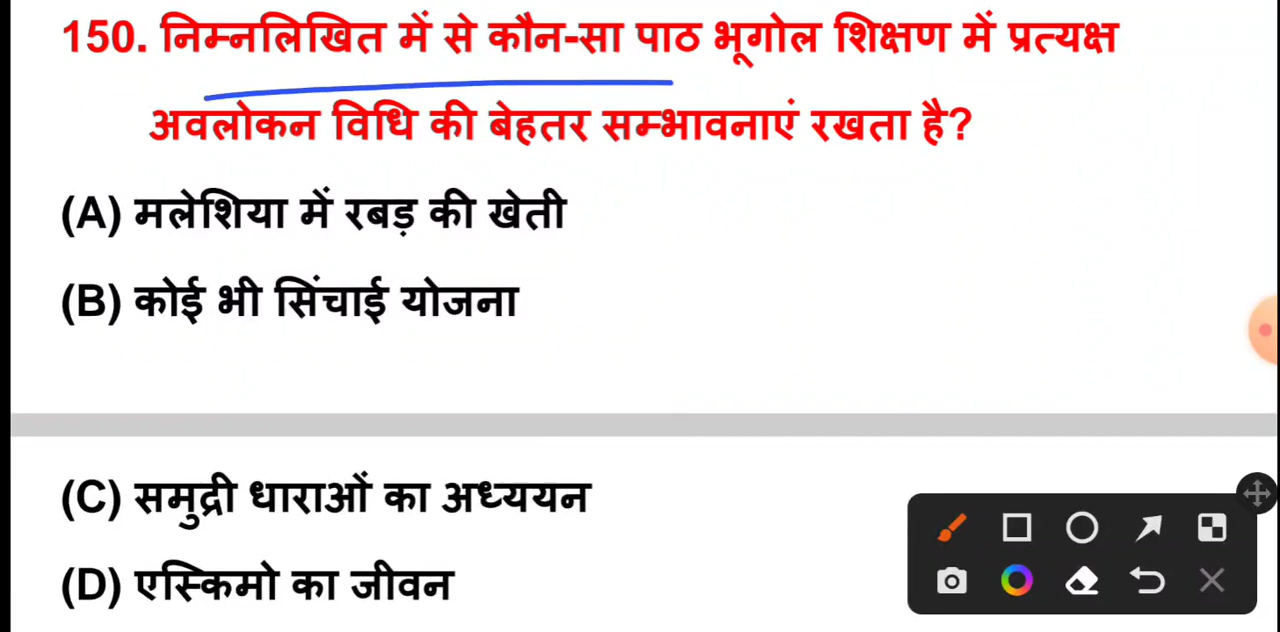 150. निम्नलिखित में से कौन-सा पाठ भूगोल शिक्षण में प्रत्यक्ष
अवलोकन विधि की बेहतर सम्भावनाएं रखता है?
(A) मलेशिया में रबड़ की खेती
(B) कोई भी सिंचाई योजना
(C) समुद्री धाराओं का अध्ययन
(D) एस्किमो का जीवन